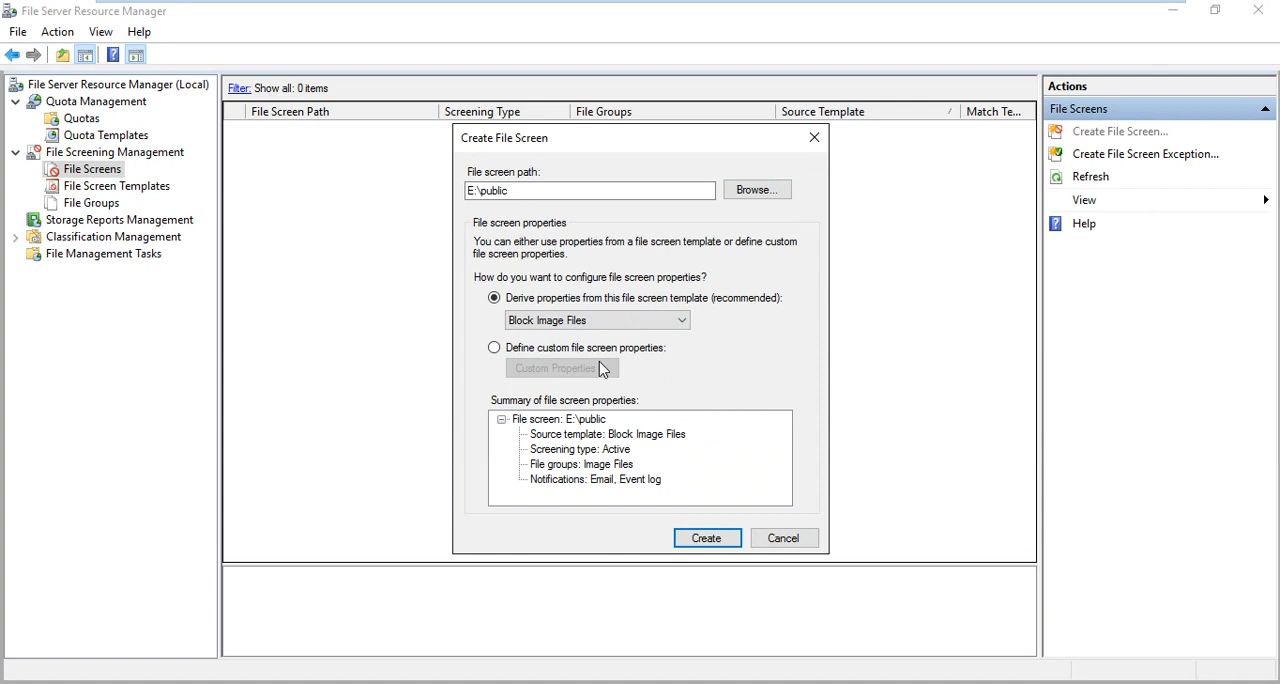 File Server Resource Manager
File Action View Help
File Server Resource Manager (Local)
Quota Management
Quotas
Quota Templates
File Screening Management
File Screens
File Screen Templates
File Groups
Storage Reports Management
Classification Management
File Management Tasks
Filter: Show all: 0 items
File Screen Path Screening Type File Groups Source Template / Match Te...
Create File Screen
File screen path:
E:\public Browse...
File screen properties
You can either use properties from a file screen template or define custom
file screen properties.
How do you want to configure file screen properties?
Derive properties from this file screen template (recommended):
Block Image Files
Define custom file screen properties:
Custom Properties
Summary of file screen properties:
File screen: E:\public
Source template: Block Image Files
Screening type: Active
File groups: Image Files
Notifications: Email, Event log
Create Cancel
Actions
File Screens
Create File Screen...
Create File Screen Exception...
Refresh
View
Help